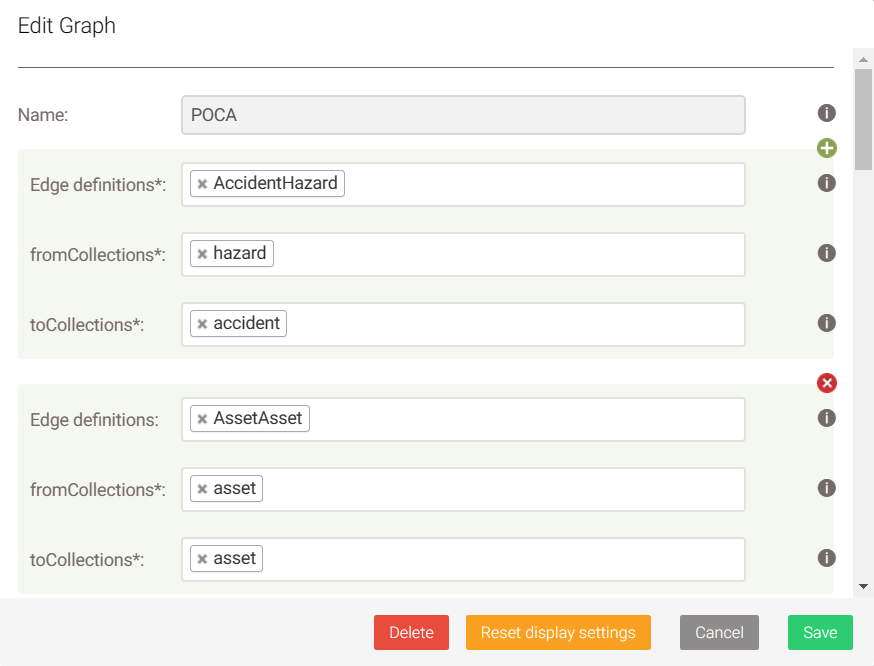 Edit Graph
Name: POCA
Edge definitions*: × AccidentHazard
fromCollections*: × hazard
toCollections*: × accident
Edge definitions: × AssetAsset
fromCollections*: × asset
toCollections*: × asset
Delete Reset display settings Cancel Save